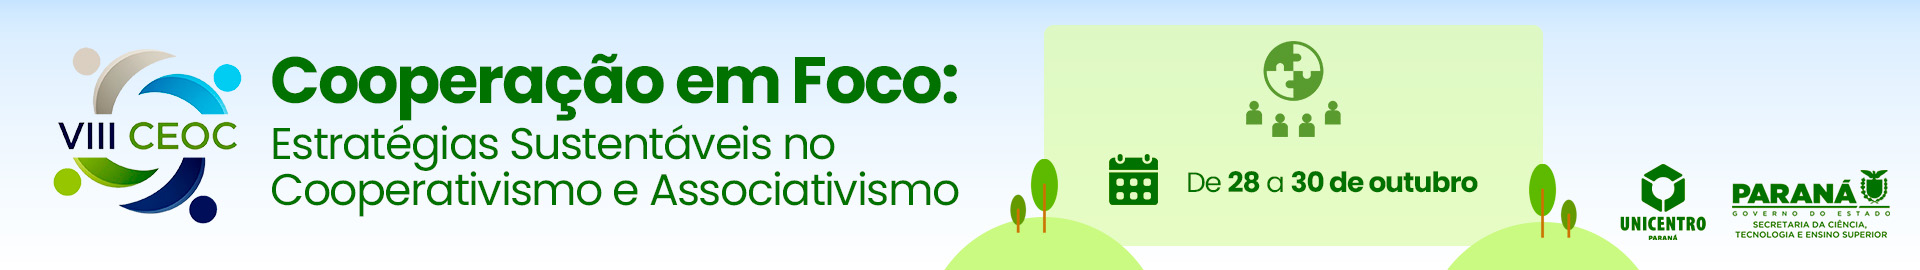 VIII CEOC
Cooperação em Foco:
Estratégias Sustentáveis no
Cooperativismo e Associativismo
De 28 a 30 de outubro
UNICENTRO
PARANÁ
PARANÁ
GOVERNO DO ESTADO
SECRETARIA DA CIÊNCIA,
TECNOLOGIA E ENSINO SUPERIOR